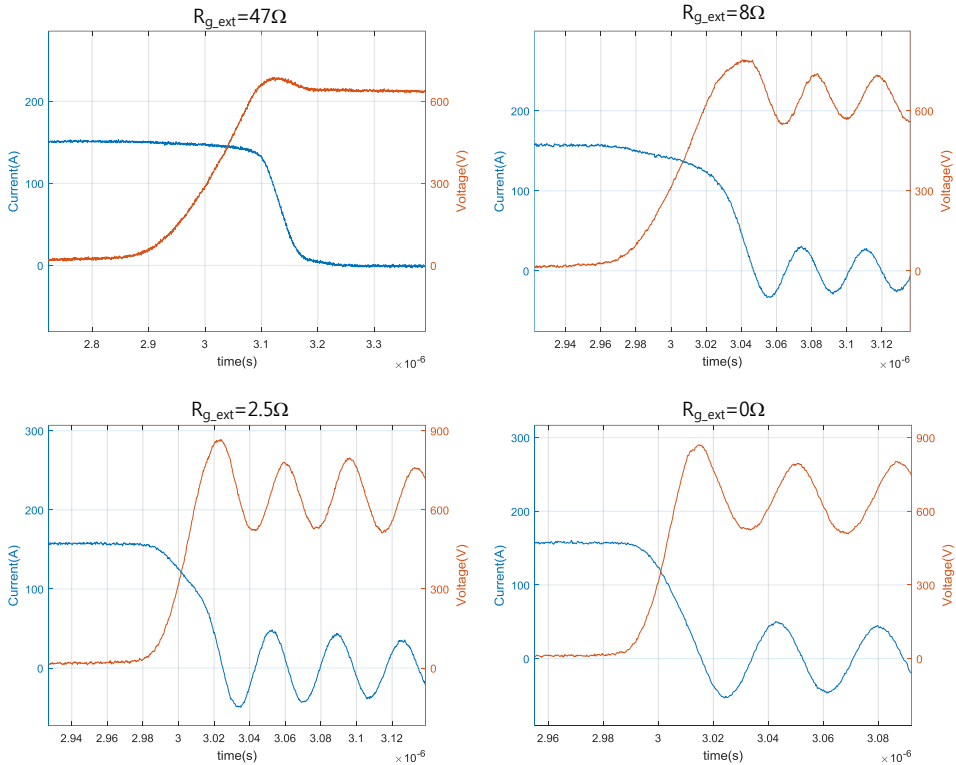 R_g_ext=47Ω
200
100
0
600
300
0
Current(A)
Voltage(V)
2.8 2.9 3 3.1 3.2 3.3
time(s)
×10^-6
R_g_ext=8Ω
200
100
0
600
300
0
Current(A)
Voltage(V)
2.94 2.96 2.98 3 3.02 3.04 3.06 3.08 3.1 3.12
time(s)
×10^-6
R_g_ext=2.5Ω
300
200
100
0
900
600
300
0
Current(A)
Voltage(V)
2.94 2.96 2.98 3 3.02 3.04 3.06 3.08 3.1 3.12
time(s)
×10^-6
R_g_ext=0Ω
300
200
100
0
900
600
300
0
Current(A)
Voltage(V)
2.96 2.98 3 3.02 3.04 3.06 3.08
time(s)
×10^-6